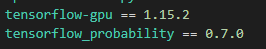 tensorflow-gpu == 1.15.2
tensorflow_probability == 0.7.0